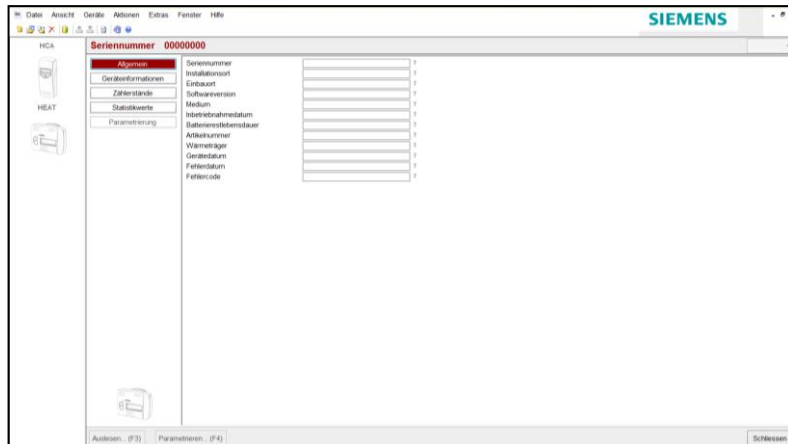 Datei Ansicht Geräte Aktionen Extras Fenster Hilfe
SIEMENS
HCA
HEAT
Seriennummer 00000000
Allgemein
Geräteinformationen
Zählerstände
Statistikwerte
Parametrierung
Seriennummer ?
Installationsort ?
Einbauort ?
Softwareversion ?
Medium ?
Inbetriebnahmedatum ?
Batterierestlebensdauer ?
Artikelnummer ?
Wärmeträger ?
Gerätedatum ?
Fehlerdatum ?
Fehlercode ?
Auslesen... (F3) Parametrieren... (F4) Schliessen